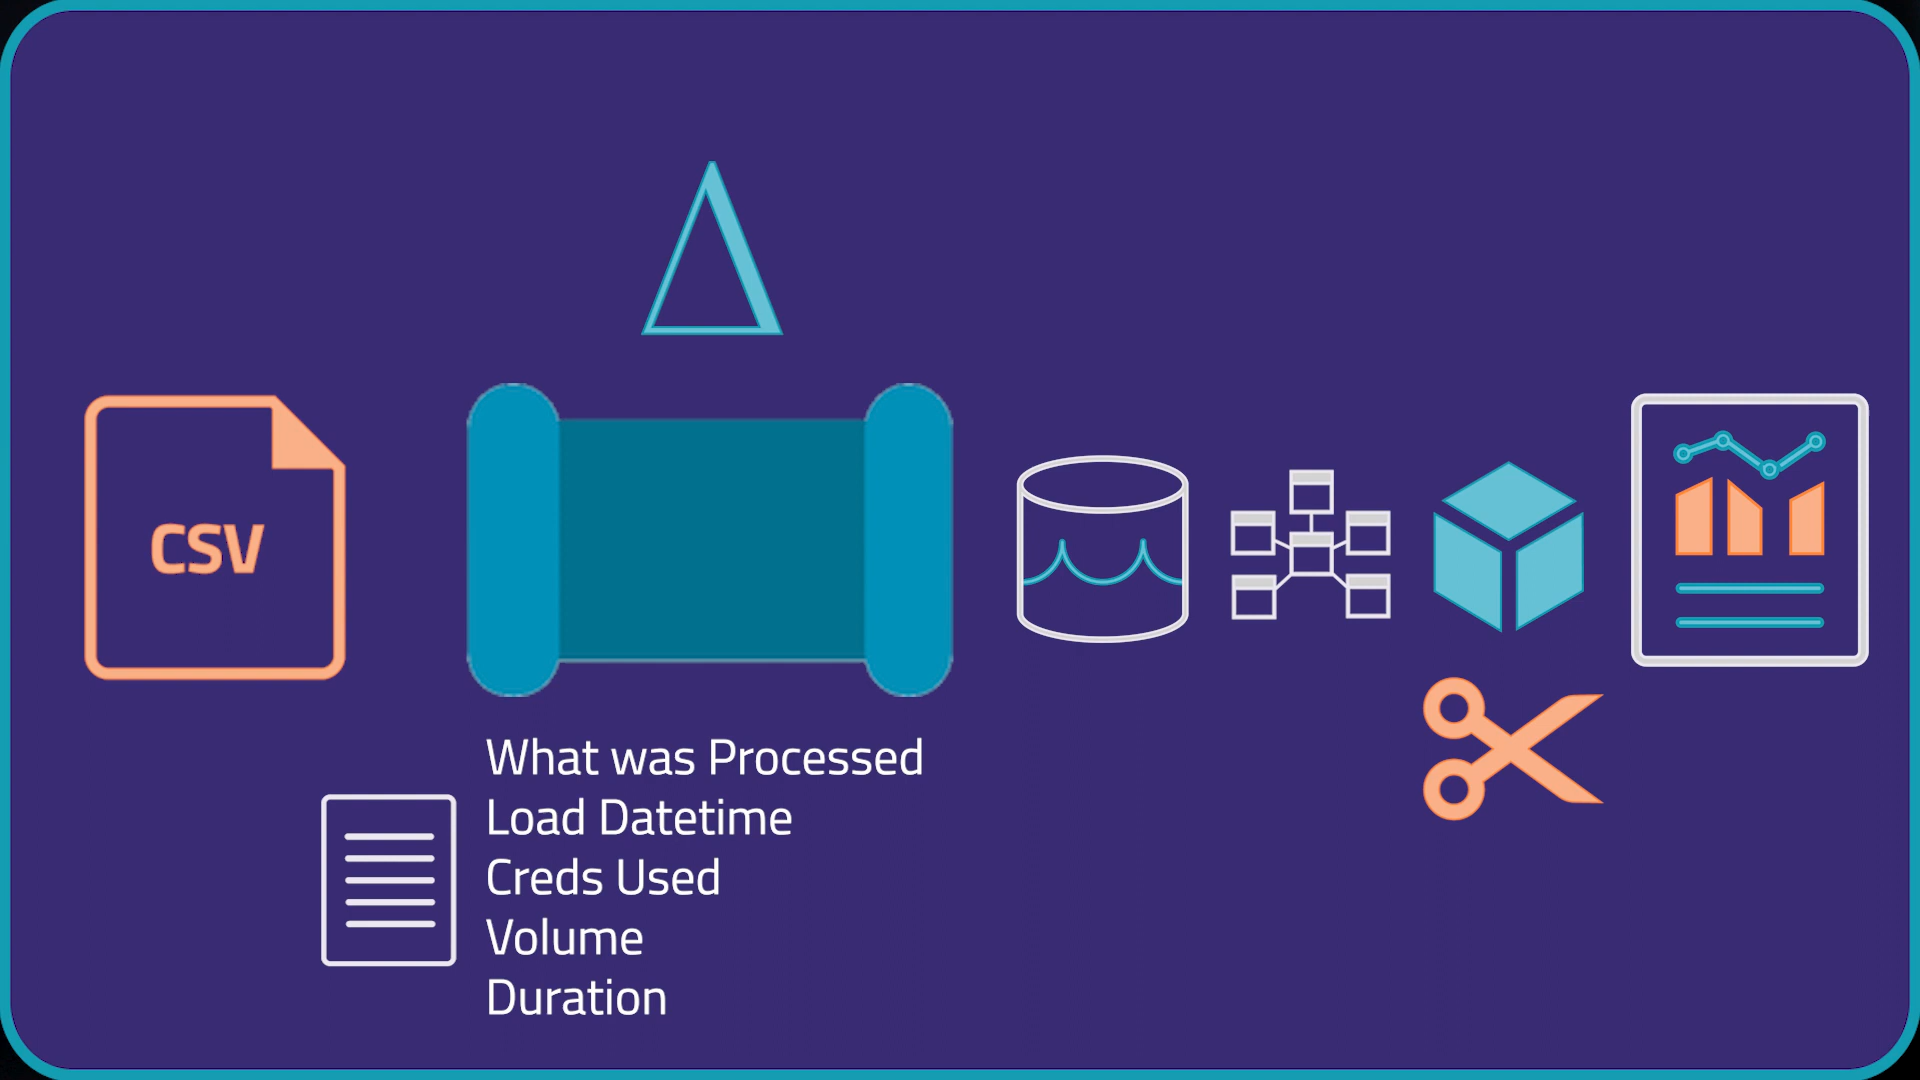 CSV
What was Processed
Load Datetime
Creds Used
Volume
Duration